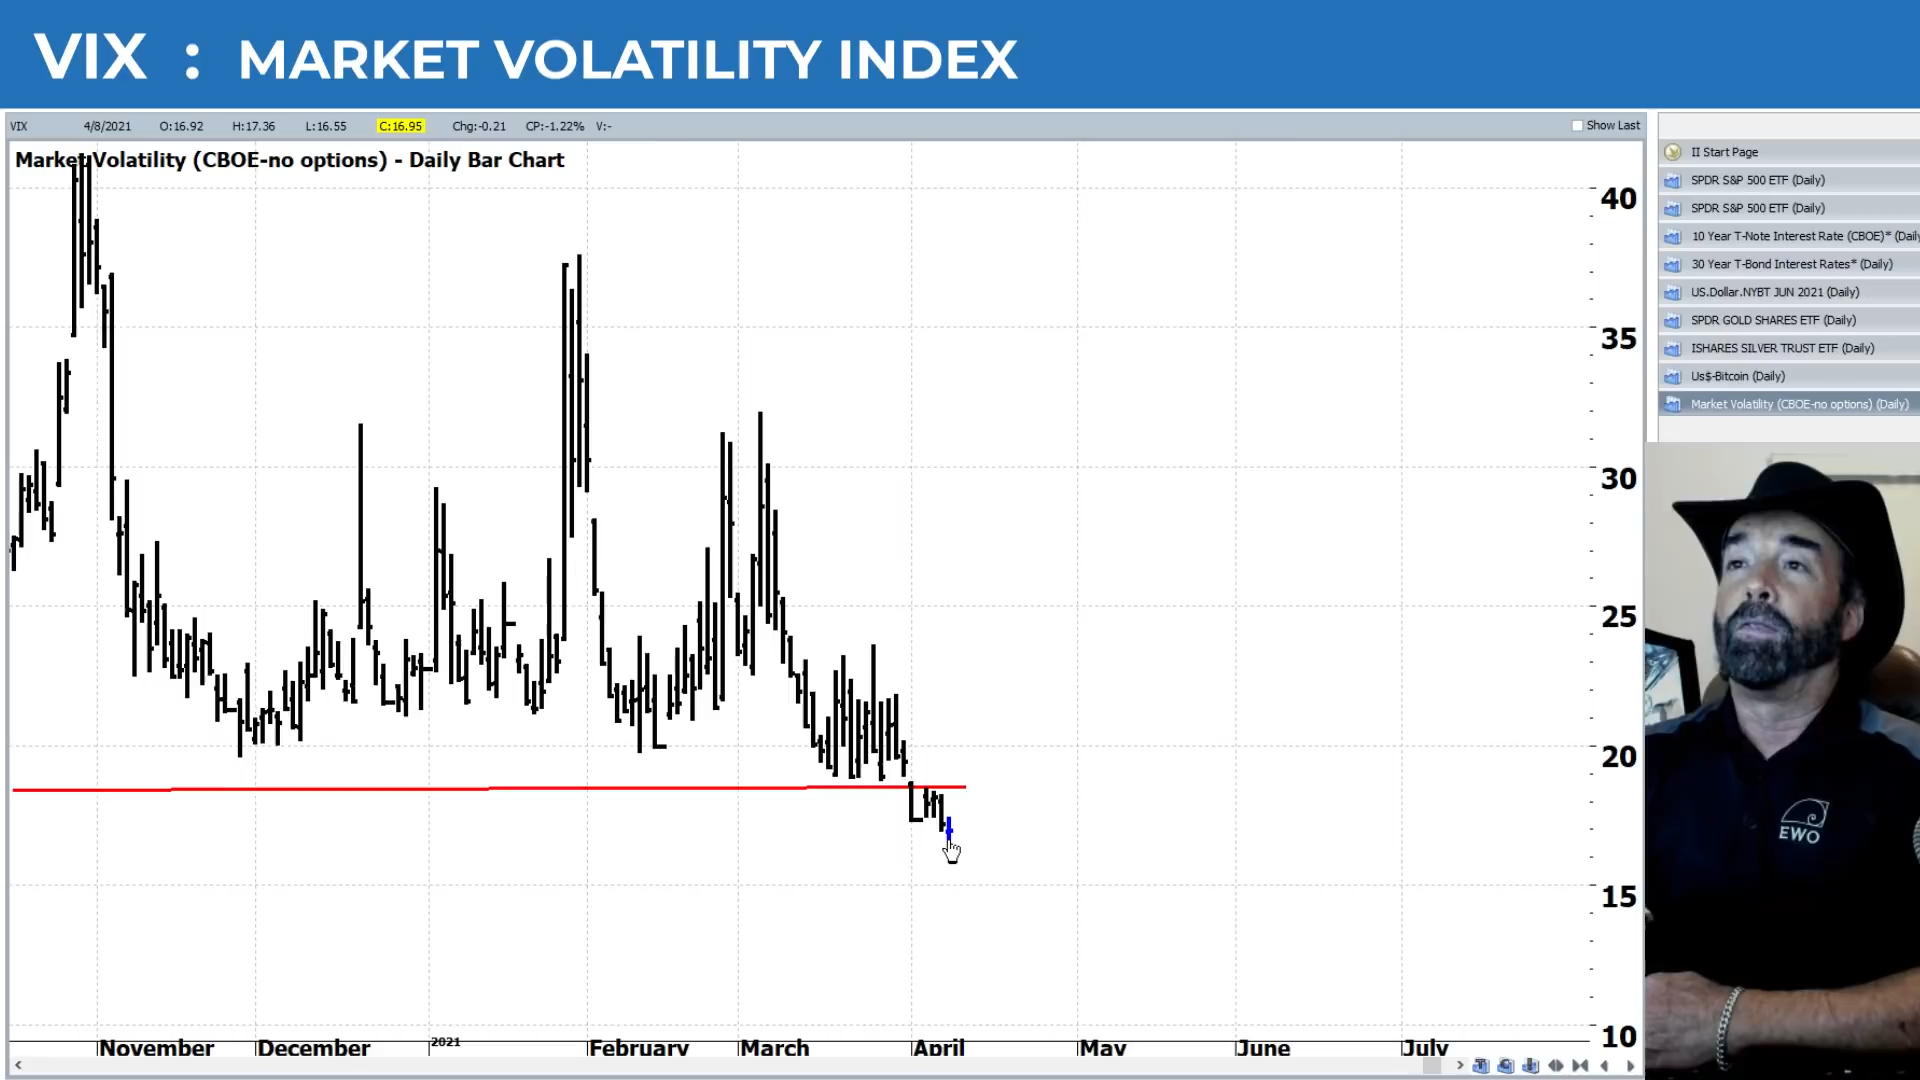 VIX : MARKET VOLATILITY INDEX
VIX 4/8/2021 O:16.92 H:17.36 L:16.55 C:16.95 Chg:-0.21 CP:-1.22% V:-
Show Last
Market Volatility (CBOE-no options) - Daily Bar Chart
40
35
30
25
20
15
10
November December 2021 February March April May June July
II Start Page
SPDR S&P 500 ETF (Daily)
SPDR S&P 500 ETF (Daily)
10 Year T-Note Interest Rate (CBOE)* (Daily
30 Year T-Bond Interest Rates* (Daily)
US.Dollar.NYBT JUN 2021 (Daily)
SPDR GOLD SHARES ETF (Daily)
ISHARES SILVER TRUST ETF (Daily)
Us$-Bitcoin (Daily)
Market Volatility (CBOE-no options) (Daily)
EWO